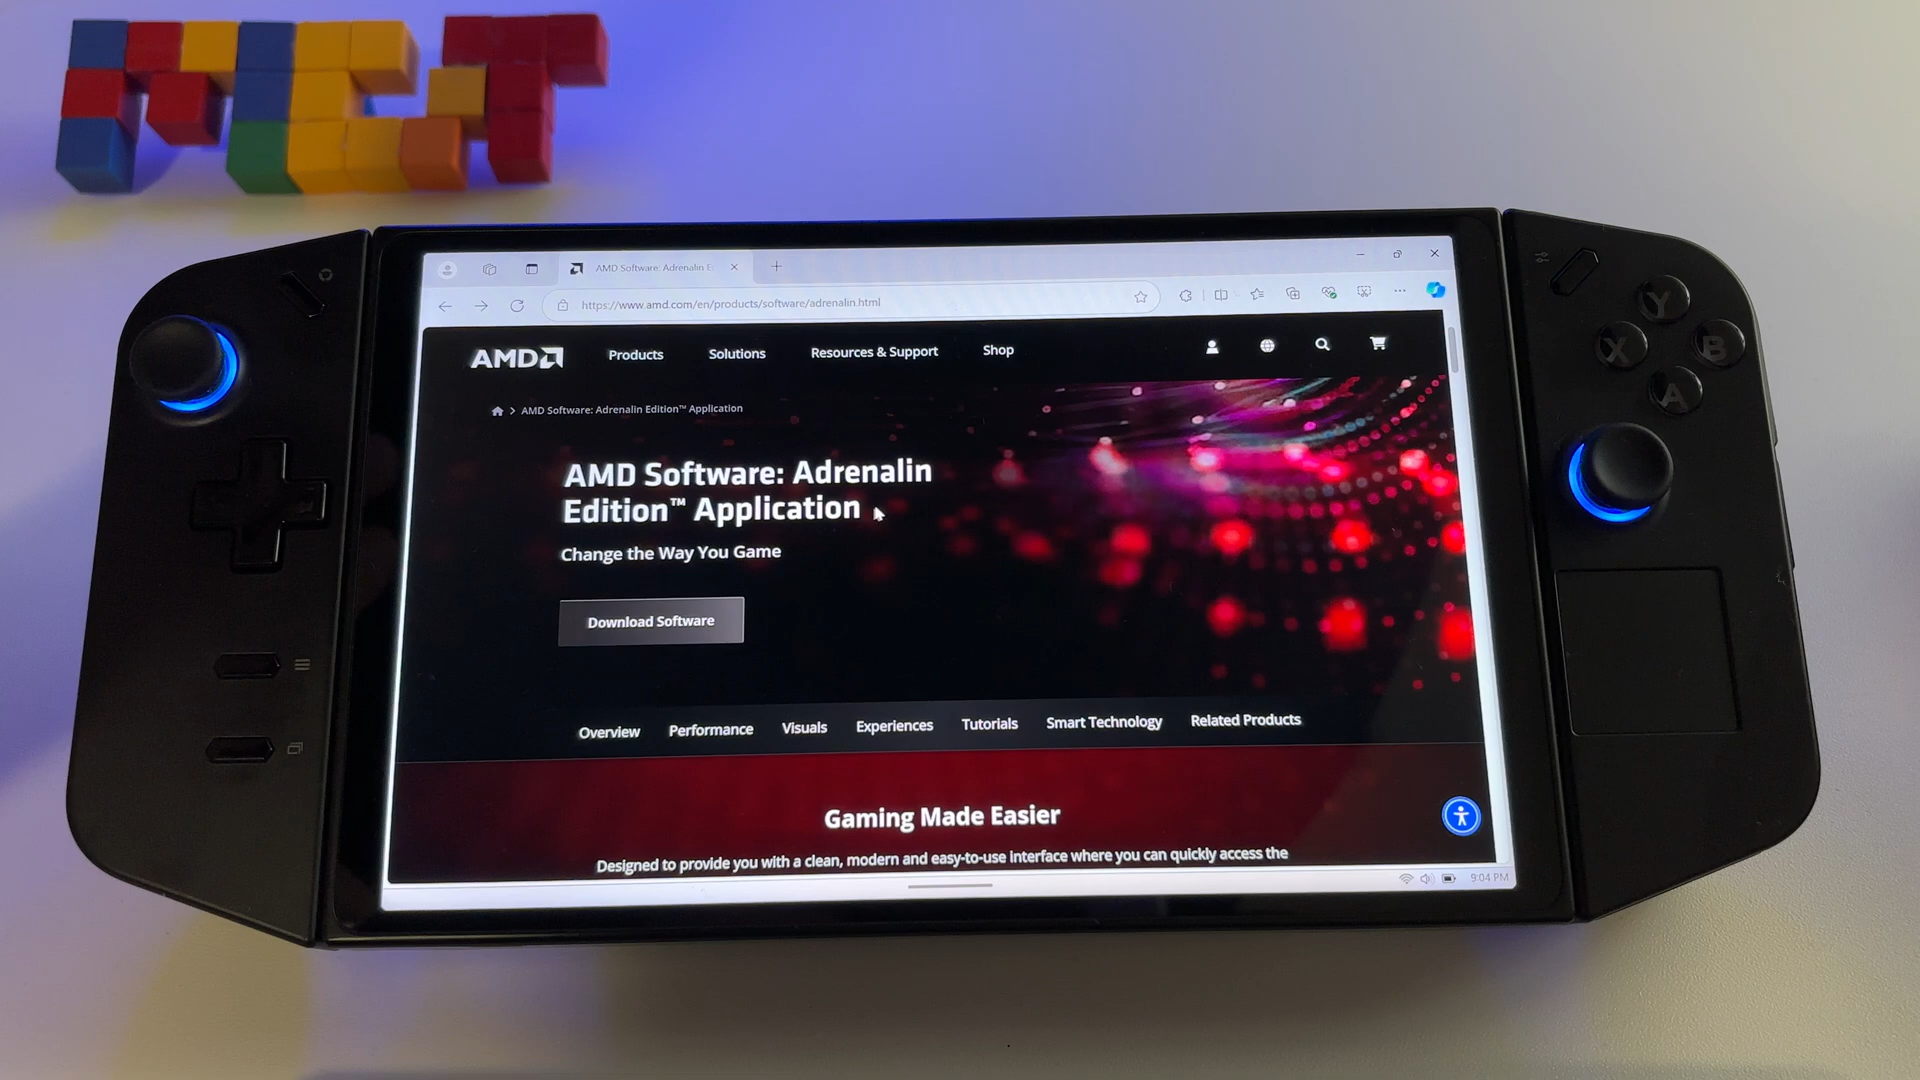 AMD Software: Adrenalin E
https://www.amd.com/en/products/software/adrenalin.html
AMD
Products
Solutions
Resources & Support
Shop
AMD Software: Adrenalin Edition™ Application
AMD Software: Adrenalin
Edition™ Application
Change the Way You Game
Download Software
Overview
Performance
Visuals
Experiences
Tutorials
Smart Technology
Related Products
Gaming Made Easier
Designed to provide you with a clean, modern and easy-to-use interface where you can quickly access the
9:04 PM
Y
X
B
A